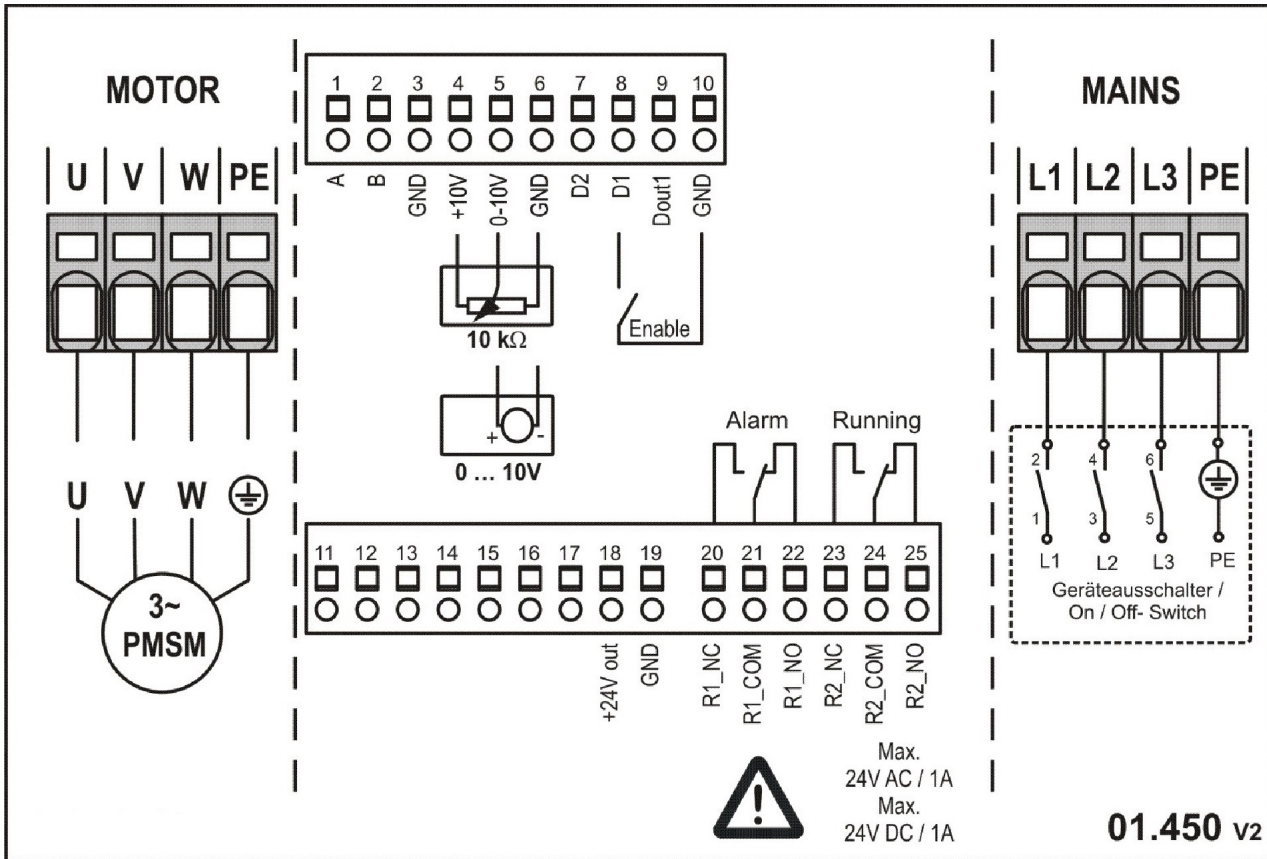 MOTOR
U V W PE
U V W
3~
PMSM
1 2 3 4 5 6 7 8 9 10
A B GND +10V 0-10V GND D2 D1 Dout1 GND
10 kΩ
Enable
+ -
0 ... 10V
Alarm Running
11 12 13 14 15 16 17 18 19 20 21 22 23 24 25
+24V out GND R1_NC R1_COM R1_NO R2_NC R2_COM R2_NO
Max.
24V AC / 1A
Max.
24V DC / 1A
!
MAINS
L1 L2 L3 PE
2 4 6
1 3 5
L1 L2 L3 PE
Geräteausschalter /
On / Off- Switch
01.450 V2